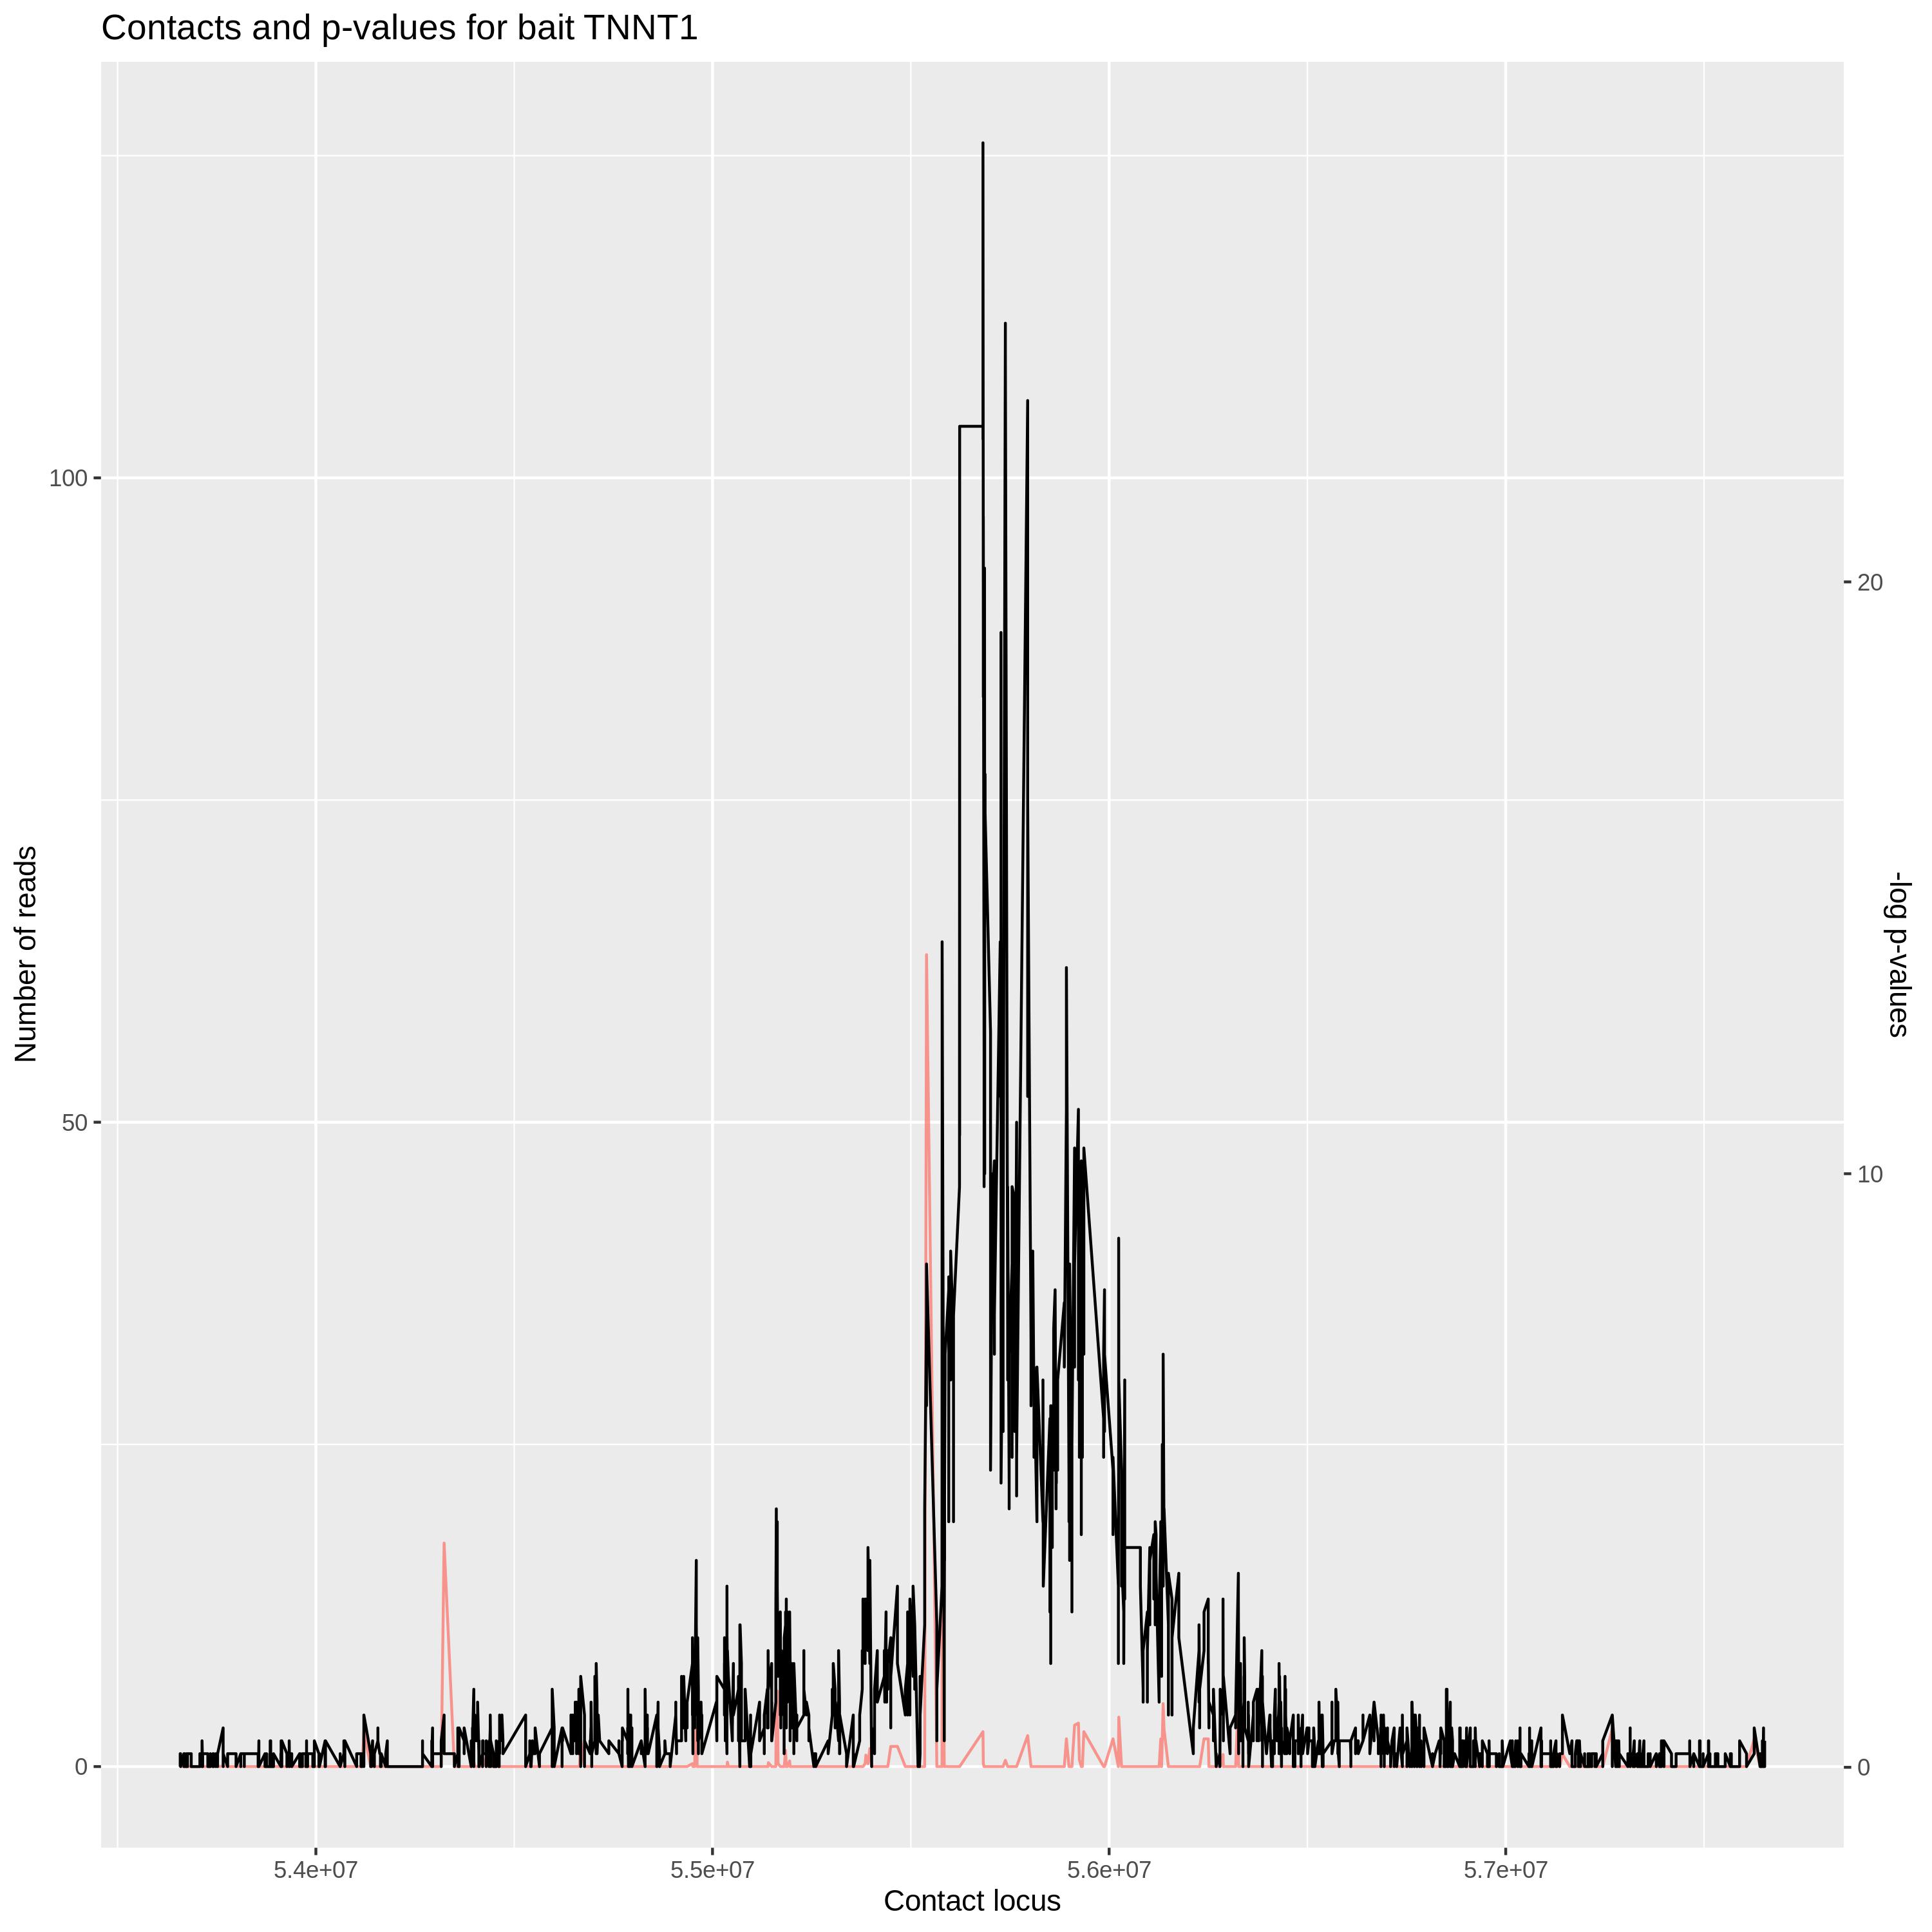 Contacts and p-values for bait TNNT1
Number of reads
100
50
0
20
10
0
-log p-values
5.4e+07 5.5e+07 5.6e+07 5.7e+07
Contact locus